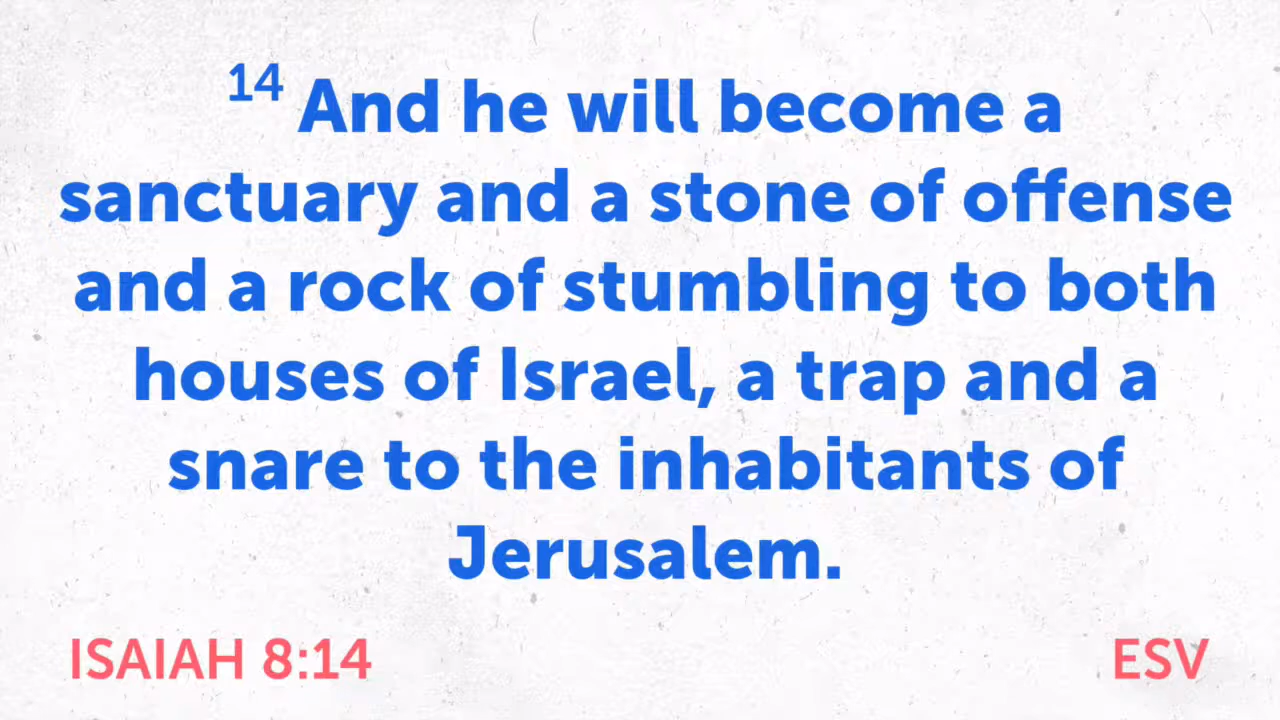 14 And he will become a
sanctuary and a stone of offense
and a rock of stumbling to both
houses of Israel, a trap and a
snare to the inhabitants of
Jerusalem.
ISAIAH 8:14
ESV